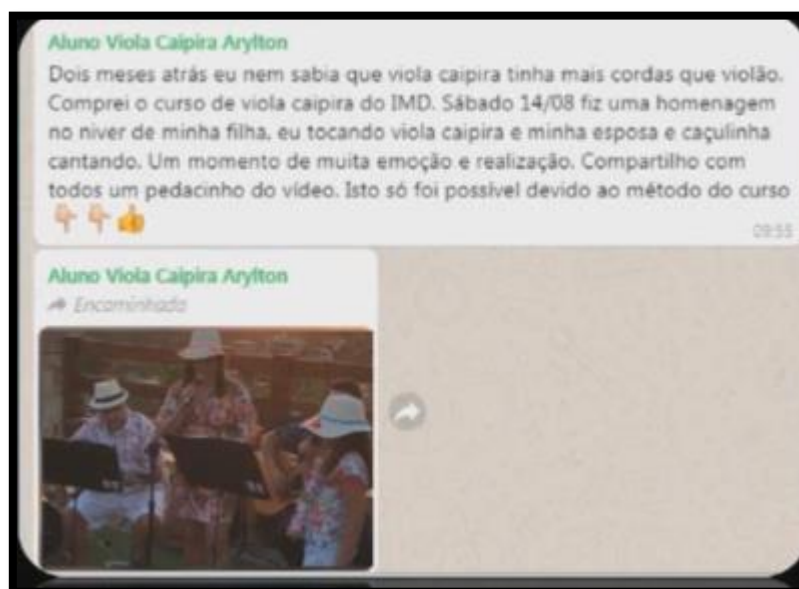 Aluno Viola Caipira Arylton
Dois meses atrás eu nem sabia que viola caipira tinha mais cordas que violão.
Comprei o curso de viola caipira do IMD. Sábado 14/08 fiz uma homenagem
no niver de minha filha, eu tocando viola caipira e minha esposa e caçulinha
cantando. Um momento de muita emoção e realização. Compartilho com
todos um pedacinho do vídeo. Isto só foi possível devido ao método do curso
👇🏻👇🏻👍
09:55
Aluno Viola Caipira Arylton
Encaminhada